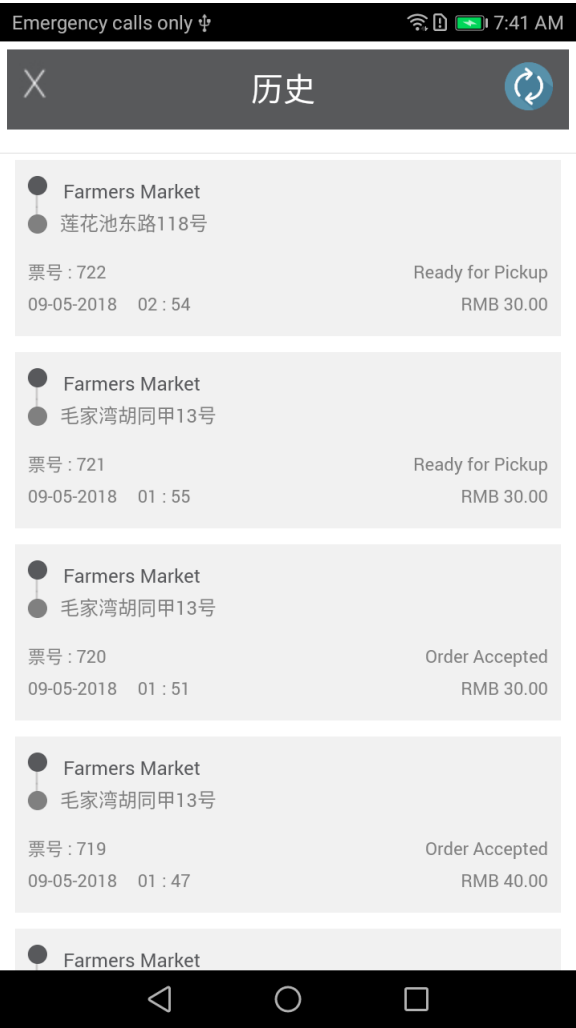 Emergency calls only 7:41 AM
X 历史
Farmers Market
莲花池东路118号
票号 : 722 Ready for Pickup
09-05-2018 02 : 54 RMB 30.00
Farmers Market
毛家湾胡同甲13号
票号 : 721 Ready for Pickup
09-05-2018 01 : 55 RMB 30.00
Farmers Market
毛家湾胡同甲13号
票号 : 720 Order Accepted
09-05-2018 01 : 51 RMB 30.00
Farmers Market
毛家湾胡同甲13号
票号 : 719 Order Accepted
09-05-2018 01 : 47 RMB 40.00
Farmers Market